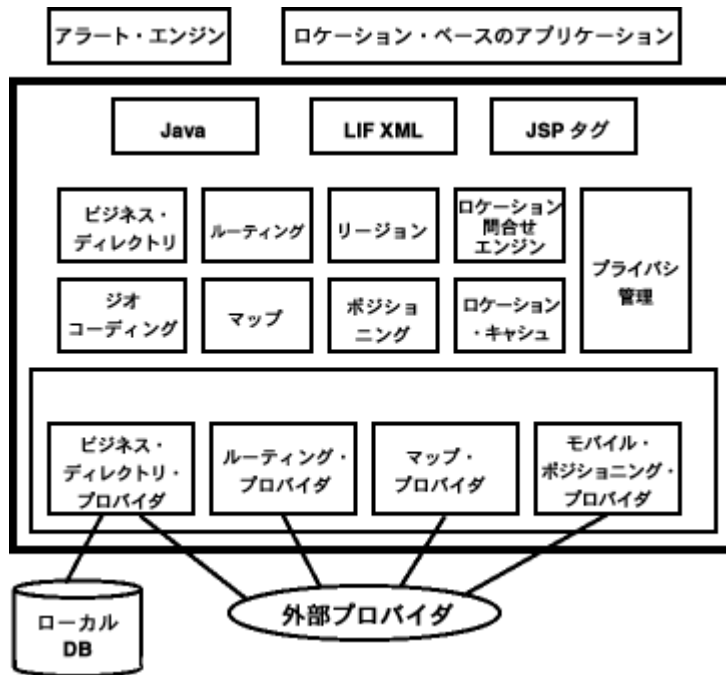 アラート・エンジン
ロケーション・ベースのアプリケーション
Java
LIF XML
JSP タグ
ビジネス・
ディレクトリ
ルーティング
リージョン
ロケーション
問合せ
エンジン
プライバシ
管理
ジオ
コーディング
マップ
ポジショ
ニング
ロケーション
・キャシュ
ビジネス・
ディレクトリ・
プロバイダ
ルーティング・
プロバイダ
マップ・
プロバイダ
モバイル・
ポジショニング・
プロバイダ
ローカル
DB
外部プロバイダ